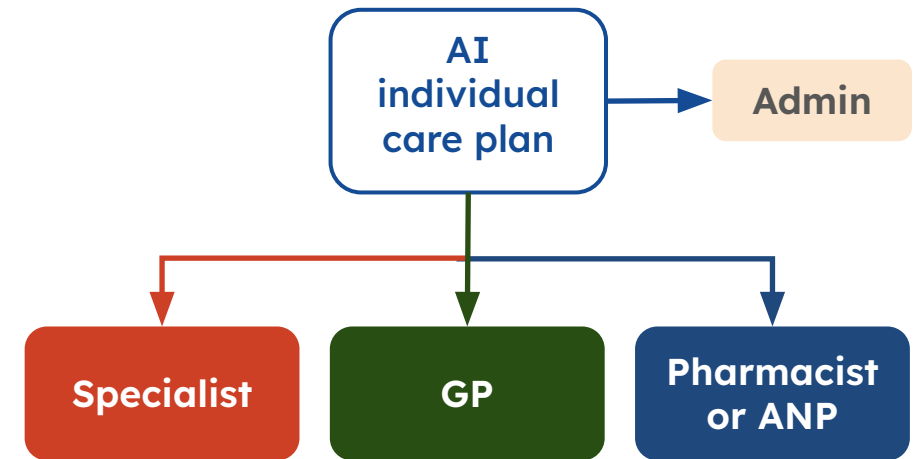 AI
individual
care plan
Admin
Specialist
GP
Pharmacist
or ANP